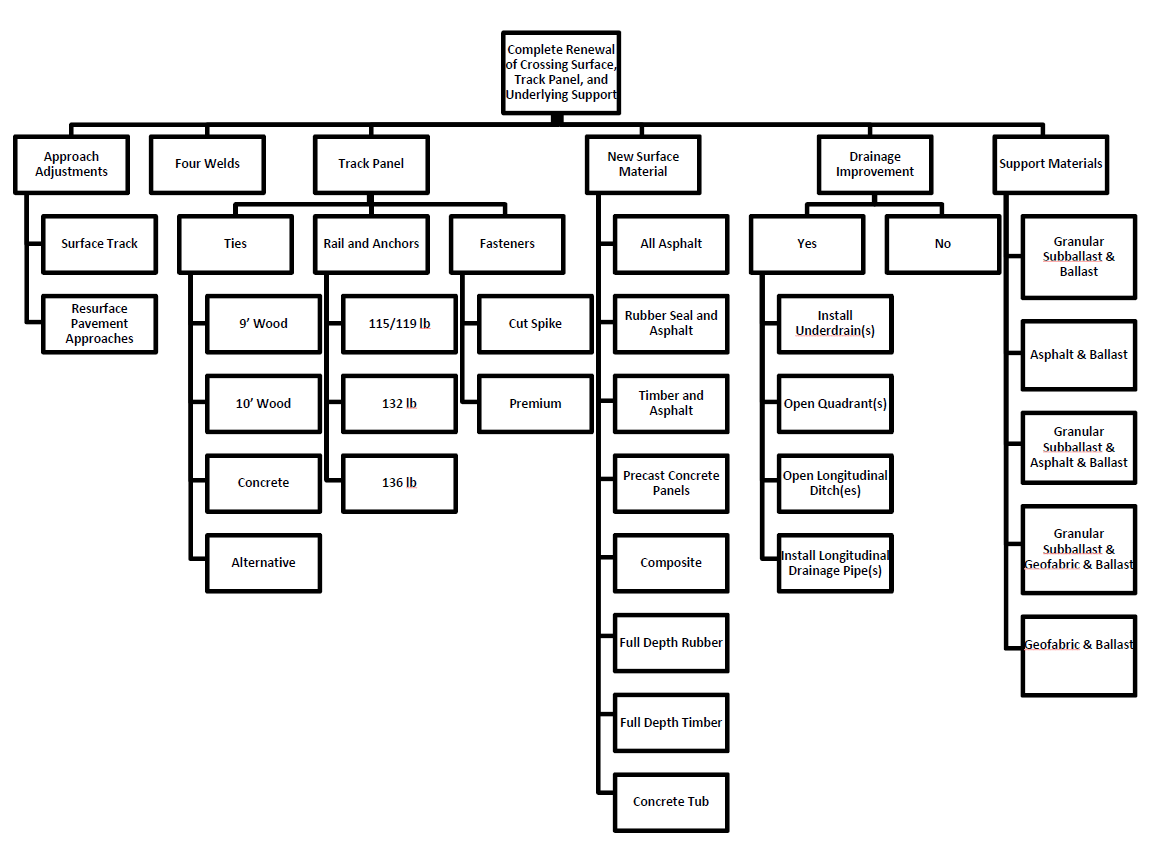 Complete Renewal
of Crossing Surface,
Track Panel, and
Underlying Support
Approach
Adjustments
Four Welds
Track Panel
New Surface
Material
Drainage
Improvement
Support Materials
Surface Track
Resurface
Pavement
Approaches
Ties
9’ Wood
10’ Wood
Concrete
Alternative
Rail and Anchors
115/119 lb
132 lb
136 lb
Fasteners
Cut Spike
Premium
All Asphalt
Rubber Seal and
Asphalt
Timber and
Asphalt
Precast Concrete
Panels
Composite
Full Depth Rubber
Full Depth Timber
Concrete Tub
Yes
Install
Underdrain(s)
Open Quadrant(s)
Open Longitudinal
Ditch(es)
Install Longitudinal
Drainage Pipe(s)
No
Granular
Subballast &
Ballast
Asphalt & Ballast
Granular
Subballast &
Asphalt & Ballast
Granular
Subballast &
Geofabric & Ballast
Geofabric & Ballast